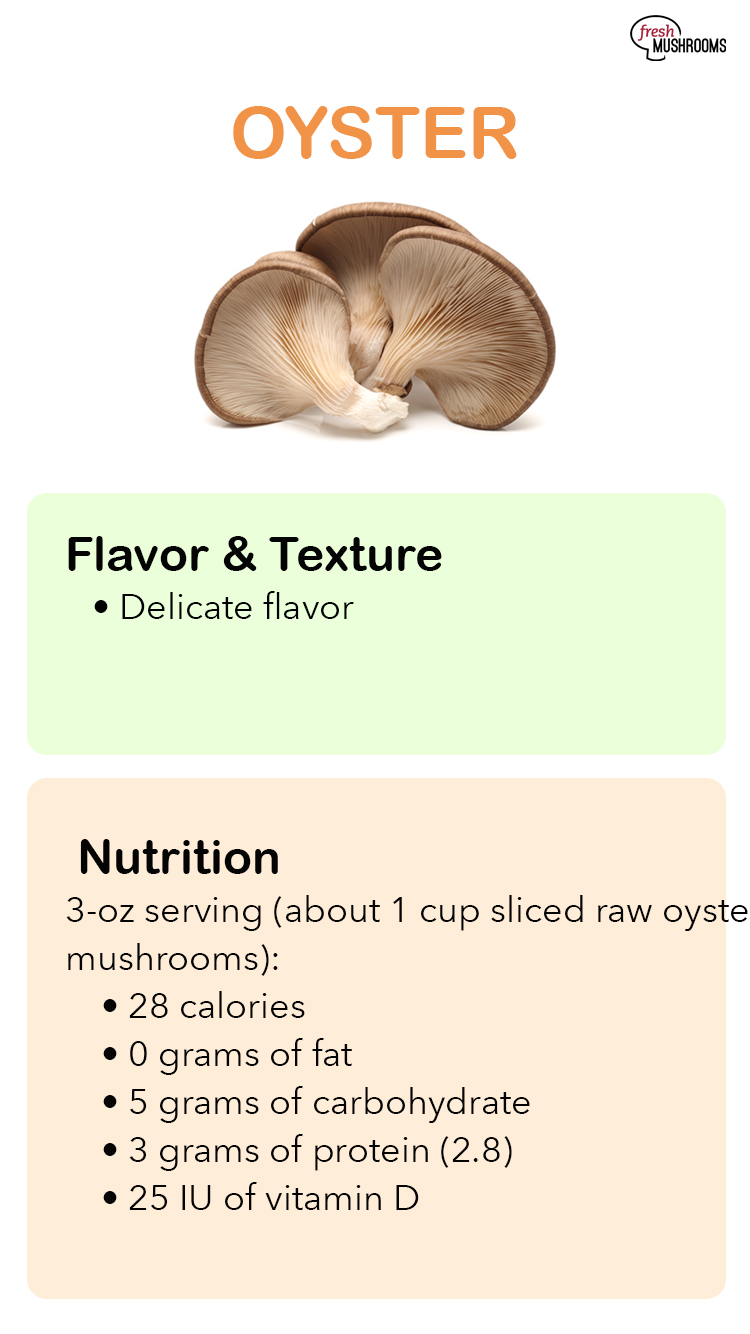 fresh
MUSHROOMS
OYSTER
Flavor & Texture
• Delicate flavor
Nutrition
3-oz serving (about 1 cup sliced raw oyste
mushrooms):
• 28 calories
• 0 grams of fat
• 5 grams of carbohydrate
• 3 grams of protein (2.8)
• 25 IU of vitamin D